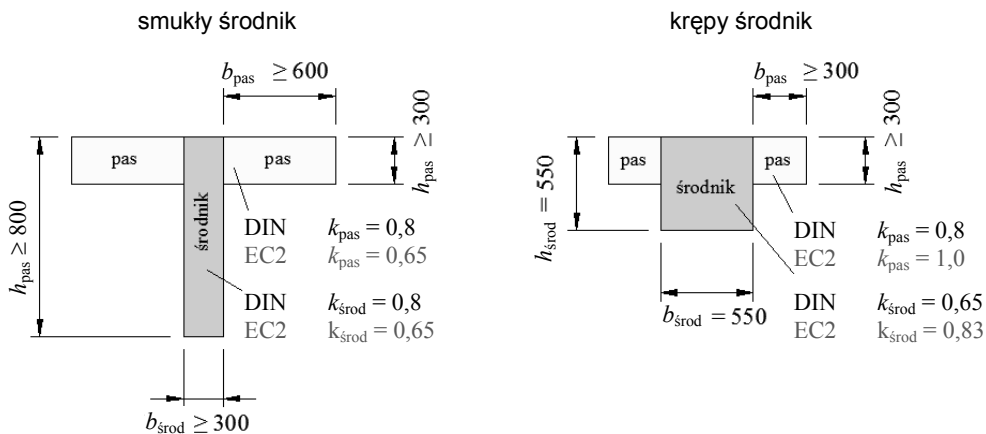 smukły środnik
b_pas ≥ 600
h_pas ≥ 300
pas
pas
środnik
h_pas ≥ 800
DIN k_pas = 0,8
EC2 k_pas = 0,65
DIN k_środ = 0,8
EC2 k_środ = 0,65
b_środ ≥ 300
krępy środnik
b_pas ≥ 300
h_pas ≥ 300
pas
pas
środnik
h_środ = 550
DIN k_pas = 0,8
EC2 k_pas = 1,0
DIN k_środ = 0,65
EC2 k_środ = 0,83
b_środ = 550